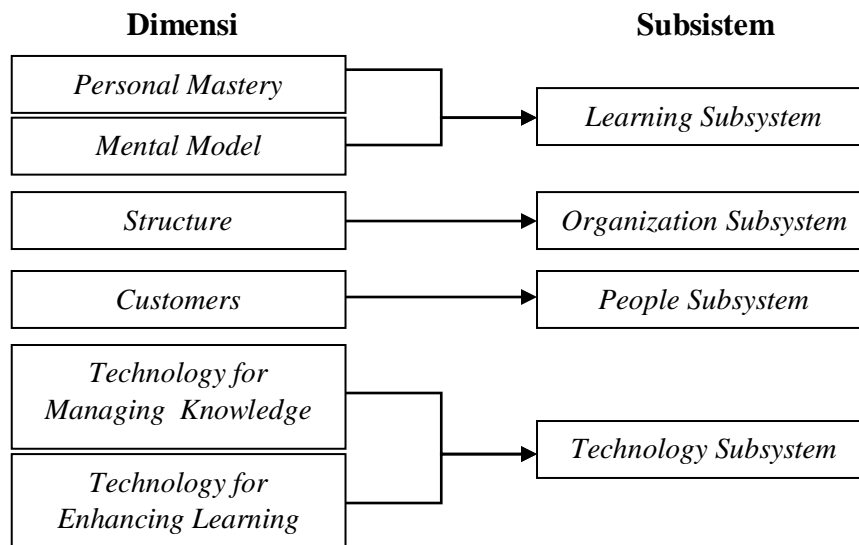 Dimensi
Subsistem
Personal Mastery
Mental Model
Learning Subsystem
Structure
Organization Subsystem
Customers
People Subsystem
Technology for
Managing Knowledge
Technology for
Enhancing Learning
Technology Subsystem